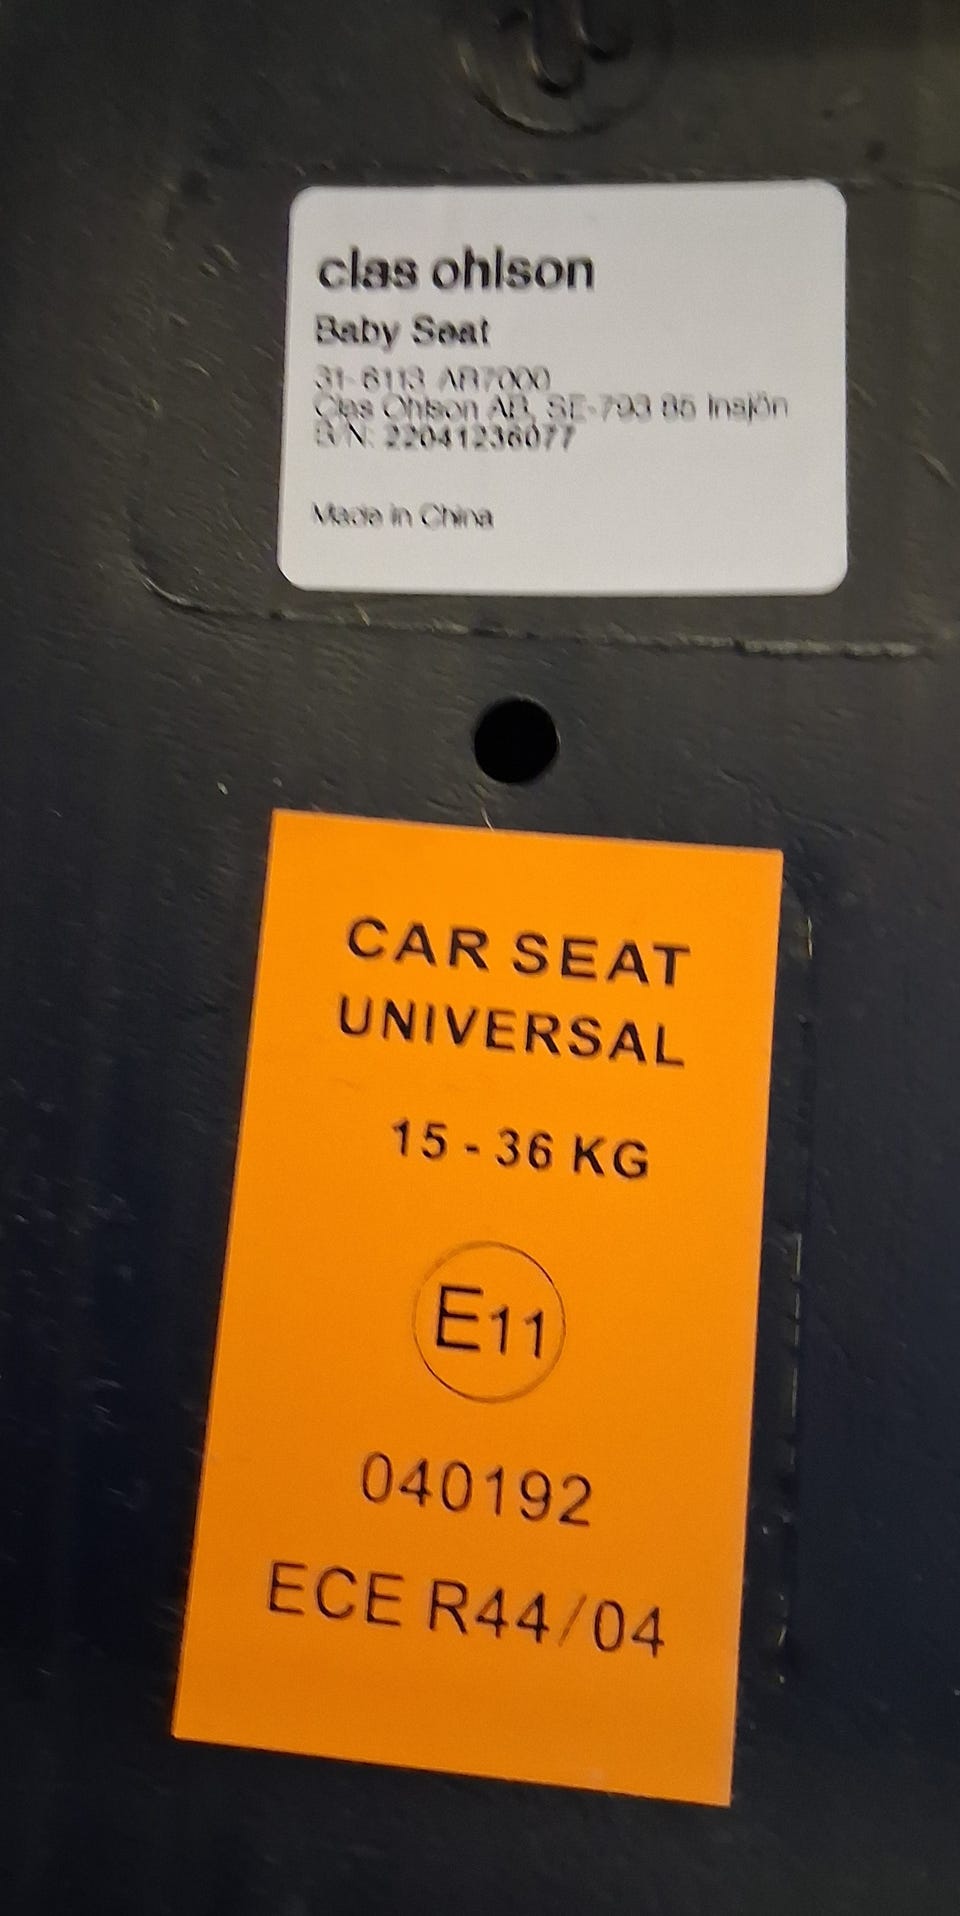 clas ohlson
Baby Seat
31-6113 AR7000
Clas Ohlson AB, SE-793 85 Insjön
B/N: 22041236077
Made in China
CAR SEAT
UNIVERSAL
15 - 36 KG
E11
040192
ECE R44/04